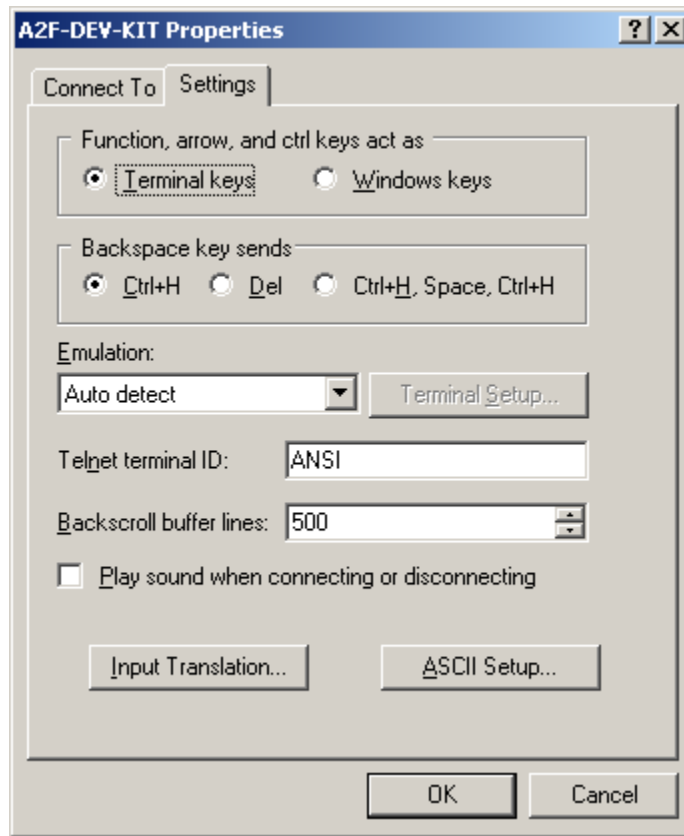 A2F-DEV-KIT Properties
Connect To Settings
Function, arrow, and ctrl keys act as
Terminal keys Windows keys
Backspace key sends
Ctrl+H Del Ctrl+H, Space, Ctrl+H
Emulation:
Auto detect Terminal Setup...
Telnet terminal ID: ANSI
Backscroll buffer lines: 500
Play sound when connecting or disconnecting
Input Translation... ASCII Setup...
OK Cancel